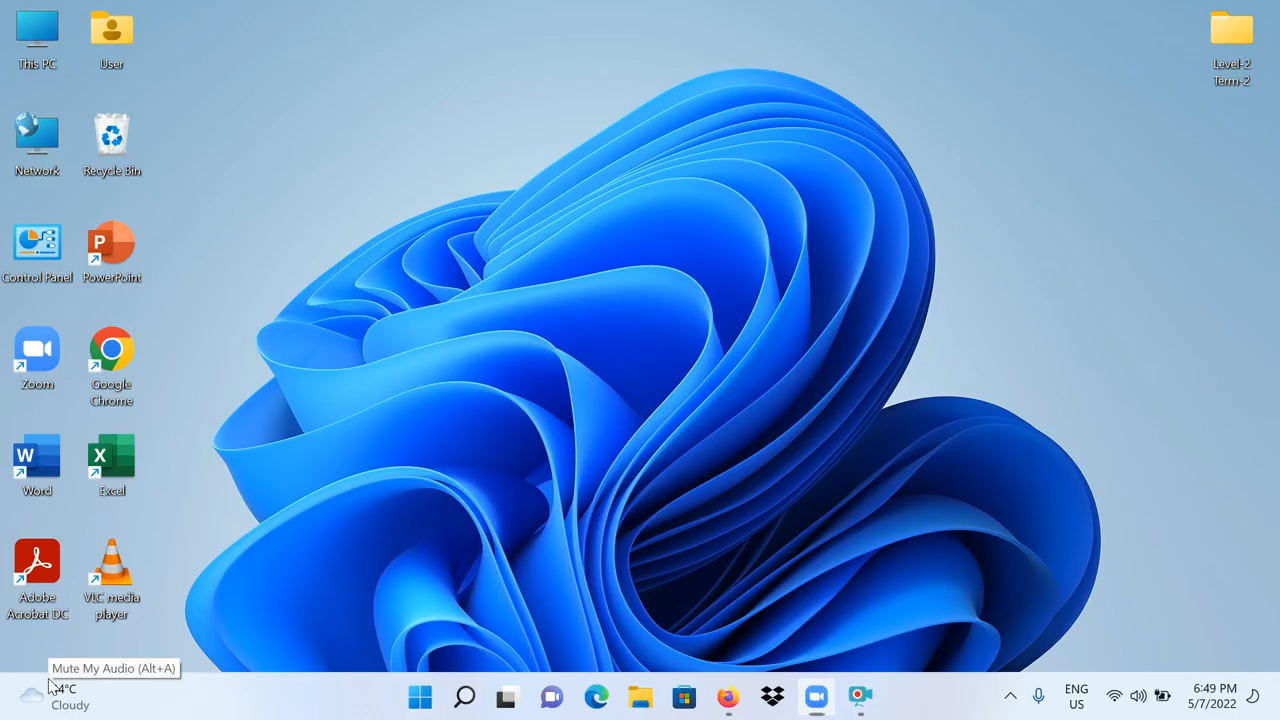 This PC
User
Level-2
Term-2
Network
Recycle Bin
Control Panel
PowerPoint
Zoom
Google
Chrome
Word
Excel
Adobe
Acrobat DC
VLC media
player
Mute My Audio (Alt+A)
4°C
Cloudy
ENG
US
6:49 PM
5/7/2022